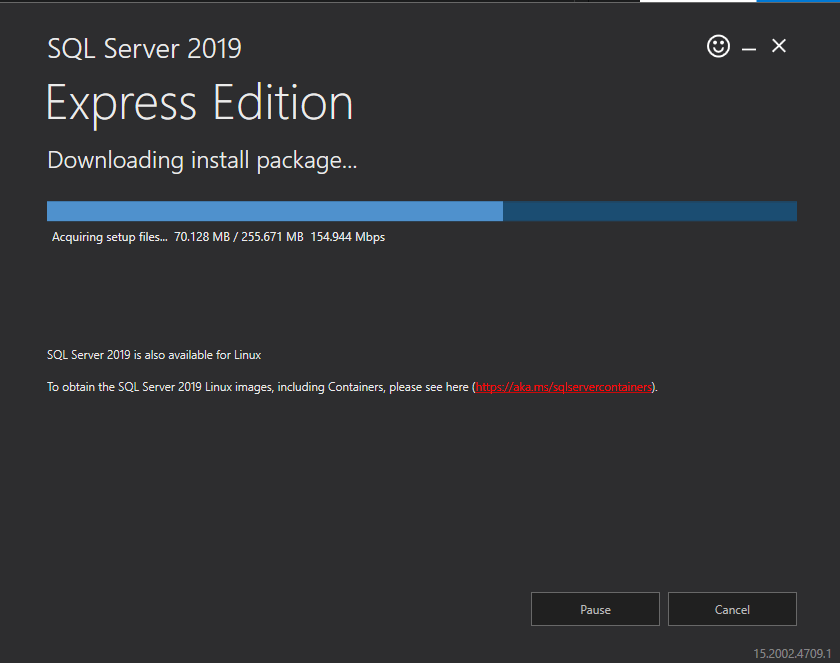 SQL Server 2019
Express Edition
Downloading install package...
Acquiring setup files... 70.128 MB / 255.671 MB 154.944 Mbps
SQL Server 2019 is also available for Linux
To obtain the SQL Server 2019 Linux images, including Containers, please see here (https://aka.ms/sqlservercontainers).
Pause
Cancel
15.2002.4709.1